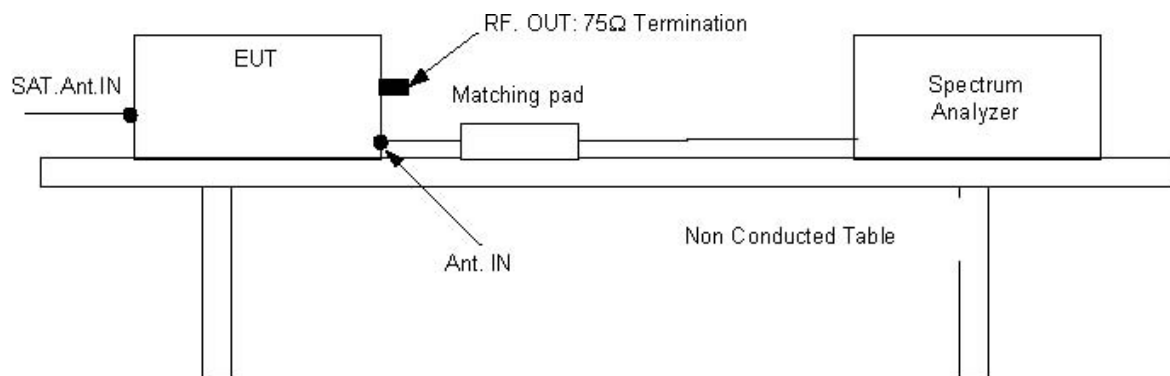 RF. OUT: 75Ω Termination
EUT
SAT.Ant.IN
Matching pad
Spectrum
Analyzer
Non Conducted Table
Ant. IN